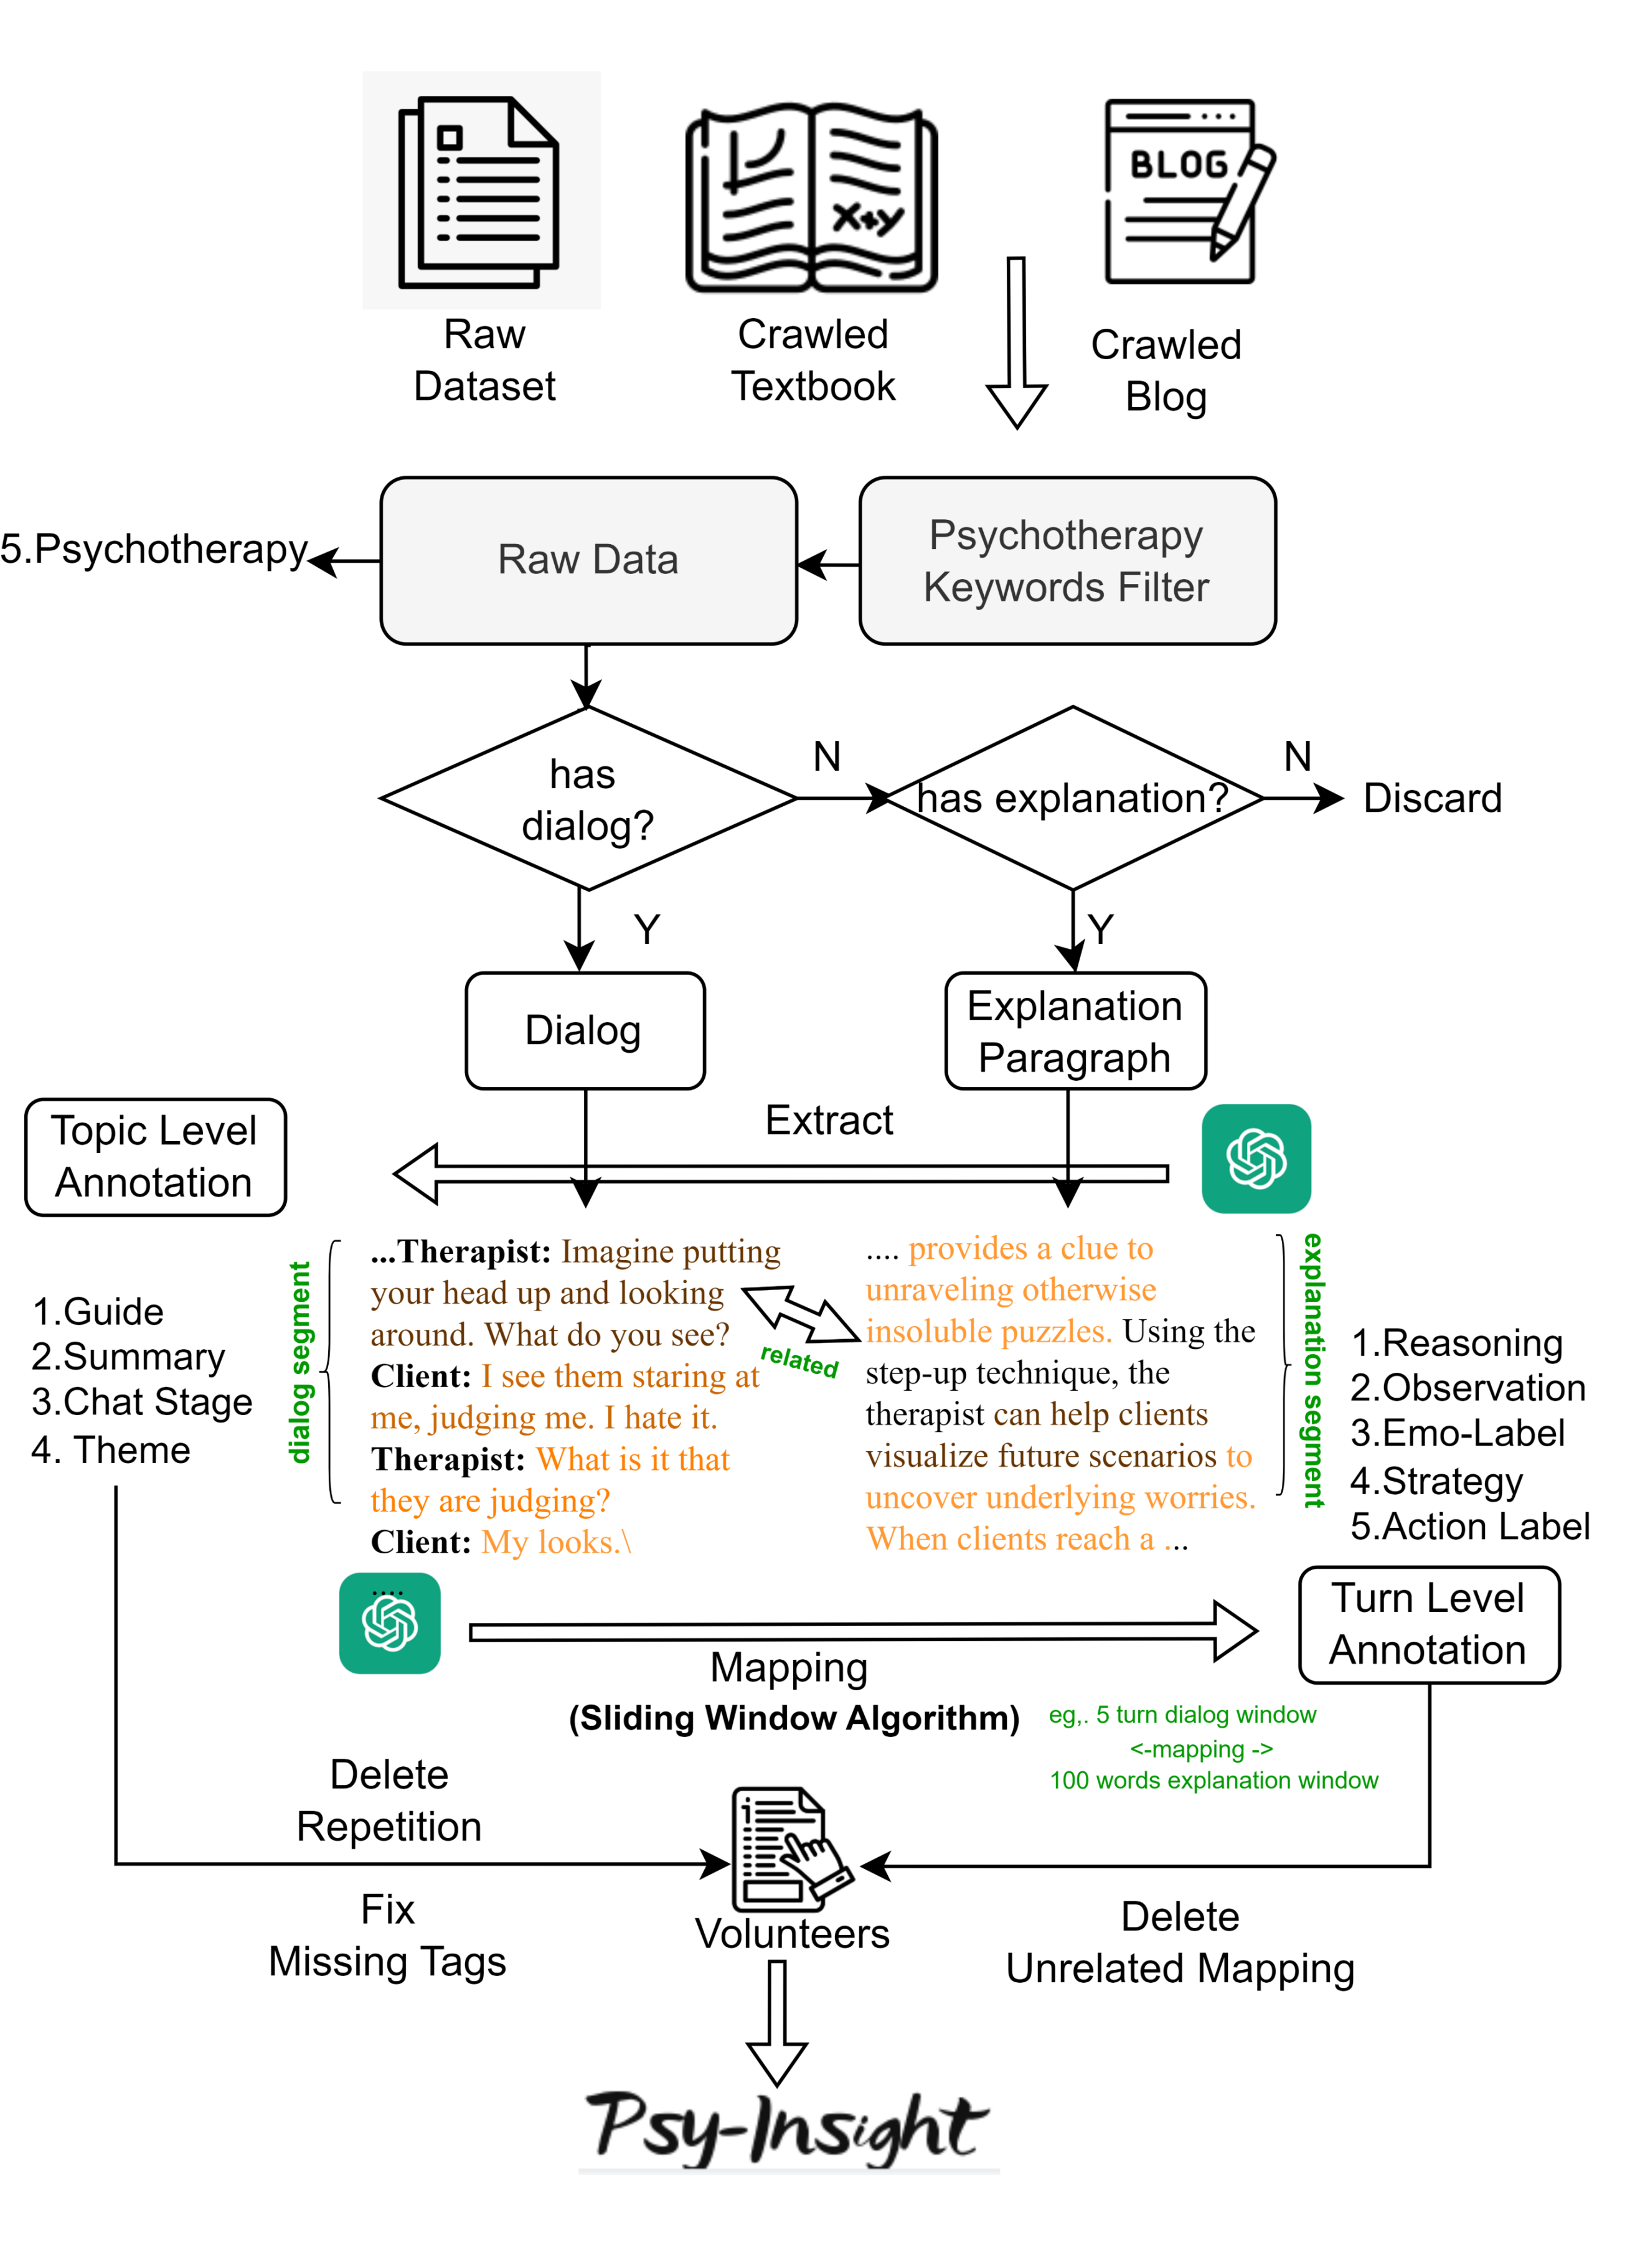 BLOG
x+y
Raw
Dataset
Crawled
Textbook
Crawled
Blog
5.Psychotherapy
Raw Data
Psychotherapy
Keywords Filter
has
dialog?
N
has explanation?
N
Discard
Y
Y
Dialog
Explanation
Paragraph
Topic Level
Annotation
Extract
1.Guide
2.Summary
3.Chat Stage
4. Theme
dialog segment
...Therapist: Imagine putting
your head up and looking
around. What do you see?
Client: I see them staring at
me, judging me. I hate it.
Therapist: What is it that
they are judging?
Client: My looks.\
....
related
.... provides a clue to
unraveling otherwise
insoluble puzzles. Using the
step-up technique, the
therapist can help clients
visualize future scenarios to
uncover underlying worries.
When clients reach a ...
explanation segment
1.Reasoning
2.Observation
3.Emo-Label
4.Strategy
5.Action Label
Turn Level
Annotation
Mapping
(Sliding Window Algorithm)
eg,. 5 turn dialog window
<-mapping ->
100 words explanation window
Delete
Repetition
Fix
Missing Tags
Volunteers
Delete
Unrelated Mapping
Psy-Insight